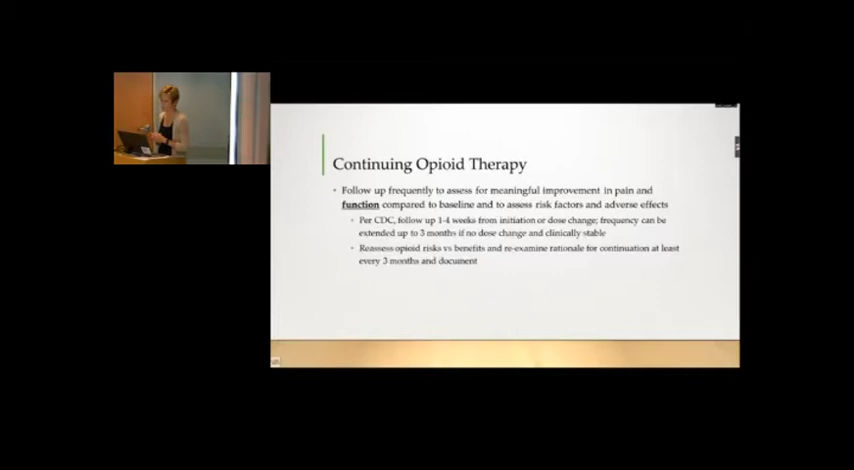 Continuing Opioid Therapy
• Follow up frequently to assess for meaningful improvement in pain and
function compared to baseline and to assess risk factors and adverse effects
• Per CDC, follow up 1-4 weeks from initiation or dose change; frequency can be
extended up to 3 months if no dose change and clinically stable
• Reassess opioid risks vs benefits and re-examine rationale for continuation at least
every 3 months and document